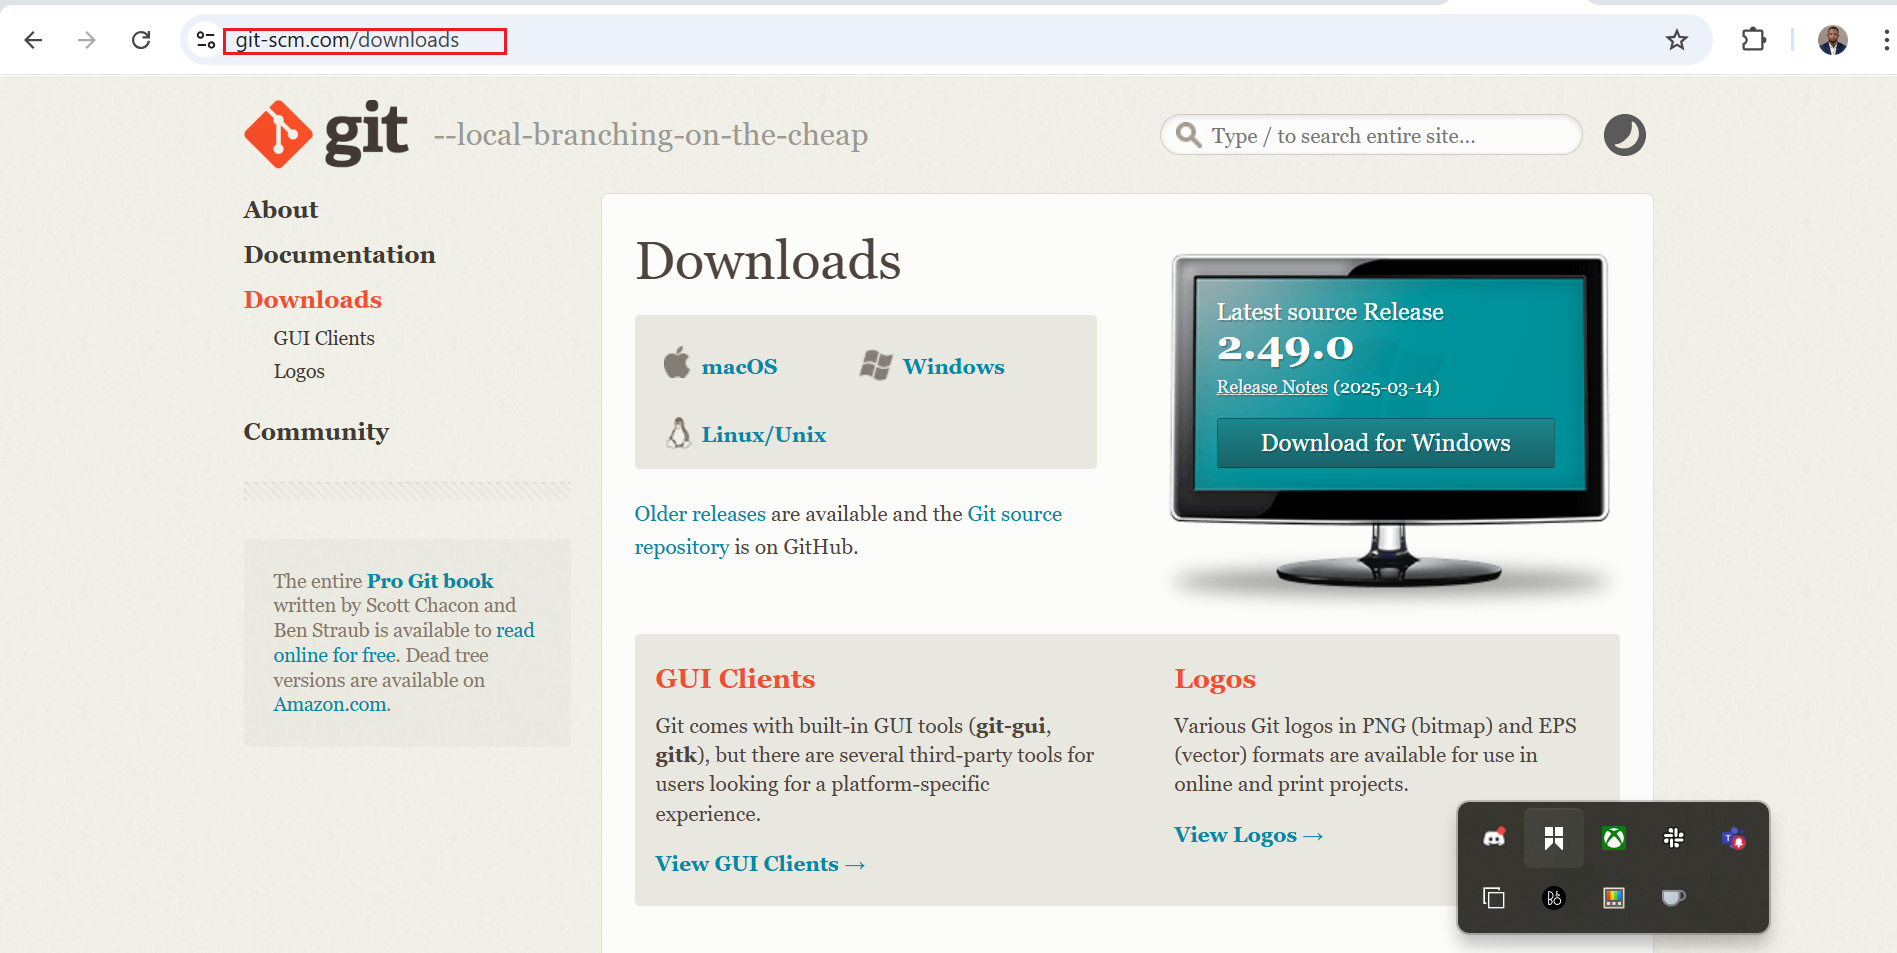 git-scm.com/downloads
git
--local-branching-on-the-cheap
Type / to search entire site...
About
Documentation
Downloads
GUI Clients
Logos
Community
The entire Pro Git book
written by Scott Chacon and
Ben Straub is available to read
online for free. Dead tree
versions are available on
Amazon.com.
Downloads
macOS
Windows
Linux/Unix
Older releases are available and the Git source
repository is on GitHub.
Latest source Release
2.49.0
Release Notes (2025-03-14)
Download for Windows
GUI Clients
Git comes with built-in GUI tools (git-gui,
gitk), but there are several third-party tools for
users looking for a platform-specific
experience.
View GUI Clients →
Logos
Various Git logos in PNG (bitmap) and EPS
(vector) formats are available for use in
online and print projects.
View Logos →